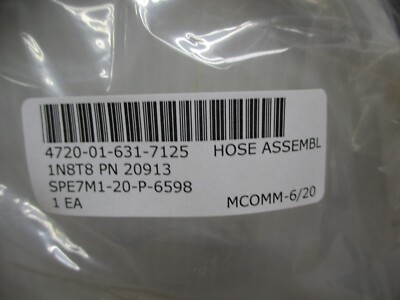 4720-01-631-7125 HOSE ASSEMBL
1N8T8 PN 20913
SPE7M1-20-P-6598
1 EA MCOMM-6/20